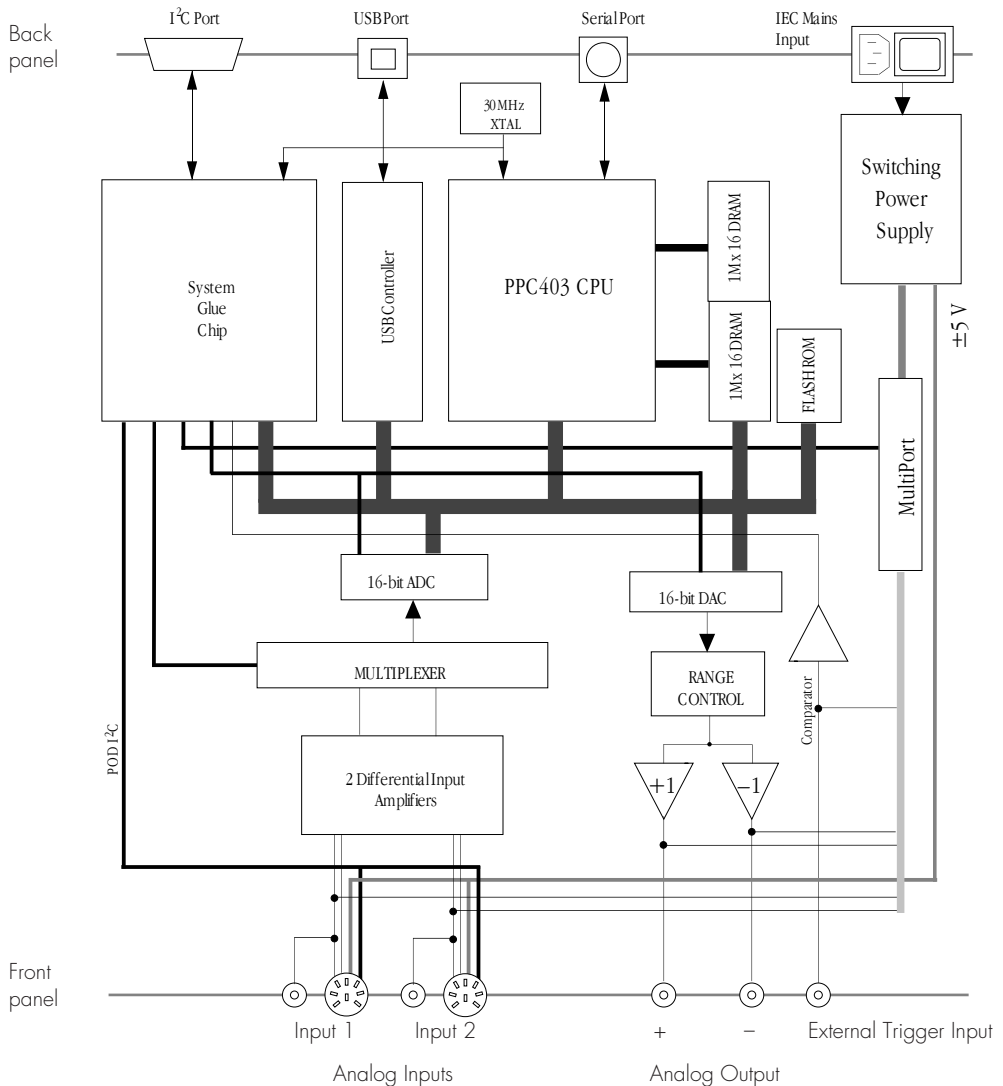 Back
panel
I²C Port
USB Port
Serial Port
IEC Mains
Input
30 MHz
XTAL
System
Glue
Chip
USB Controller
PPC403 CPU
1M x 16 DRAM
1M x 16 DRAM
FLASH ROM
Switching
Power
Supply
±5 V
MultiPort
16-bit ADC
16-bit DAC
MULTIPLEXER
RANGE
CONTROL
Comparator
POD I²C
2 Differential Input
Amplifiers
+1
−1
Front
panel
Input 1
Input 2
+
−
External Trigger Input
Analog Inputs
Analog Output